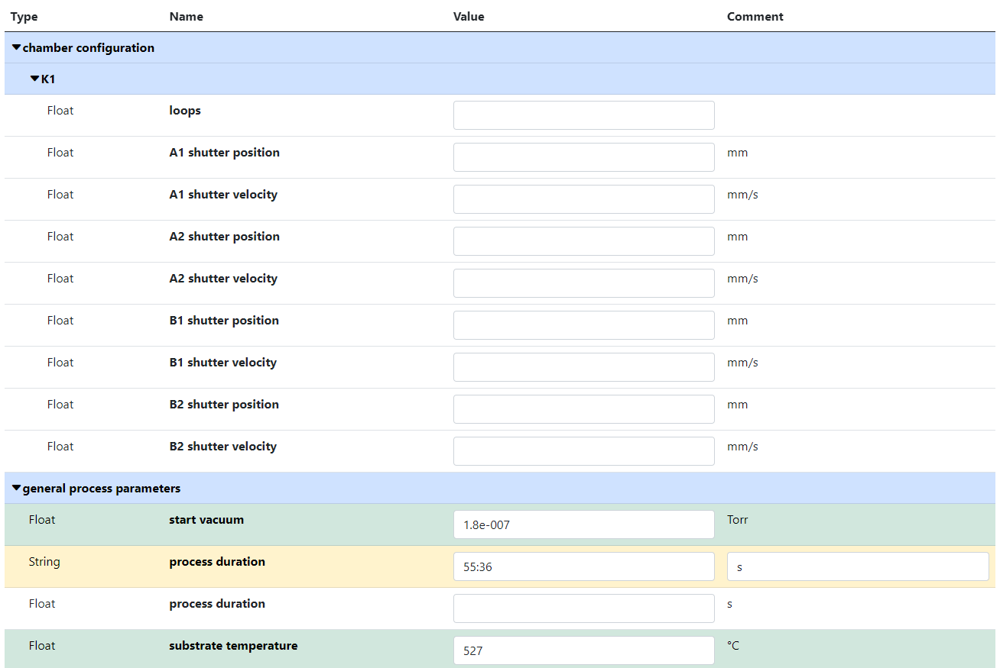 Type Name Value Comment
chamber configuration
K1
Float loops
Float A1 shutter position mm
Float A1 shutter velocity mm/s
Float A2 shutter position mm
Float A2 shutter velocity mm/s
Float B1 shutter position mm
Float B1 shutter velocity mm/s
Float B2 shutter position mm
Float B2 shutter velocity mm/s
general process parameters
Float start vacuum 1.8e-007 Torr
String process duration 55:36 s
Float process duration s
Float substrate temperature 527 °C